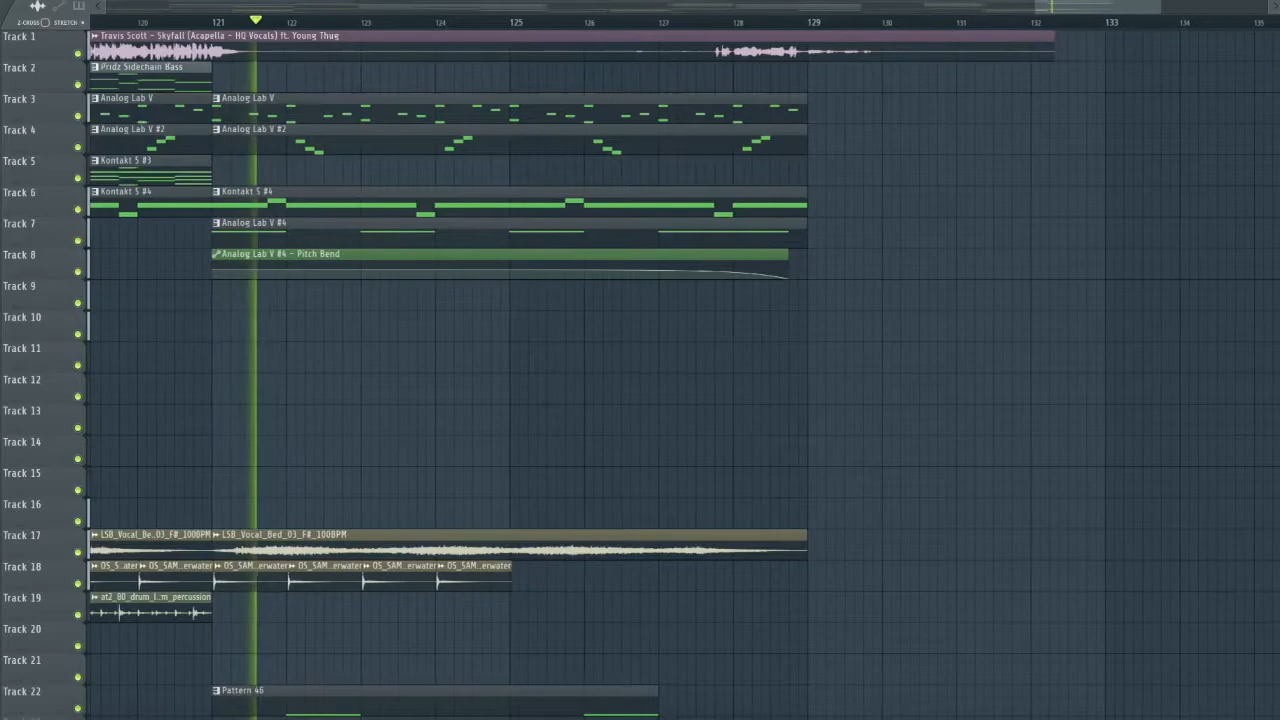 Z-CROSS STRETCH
120 121 122 123 124 125 126 127 128 129 130 131 132 133 134 135
Track 1
Travis Scott - Skyfall (Acapella - HQ Vocals) ft. Young Thug
Track 2
Pridz Sidechain Bass
Track 3
Analog Lab V Analog Lab V
Track 4
Analog Lab V #2 Analog Lab V #2
Track 5
Kontakt 5 #3
Track 6
Kontakt 5 #4 Kontakt 5 #4
Track 7
Analog Lab V #4
Track 8
Analog Lab V #4 - Pitch Bend
Track 9
Track 10
Track 11
Track 12
Track 13
Track 14
Track 15
Track 16
Track 17
LSB_Vocal_Be..03_F#_100BPM LSB_Vocal_Bed_03_F#_100BPM
Track 18
OS_5..ater OS_5AM..erwater OS_5AM..erwater OS_5AM..erwater OS_5AM..erwater OS_5AM..erwater
Track 19
at2_80_drum_l..m_percussion
Track 20
Track 21
Track 22
Pattern 46